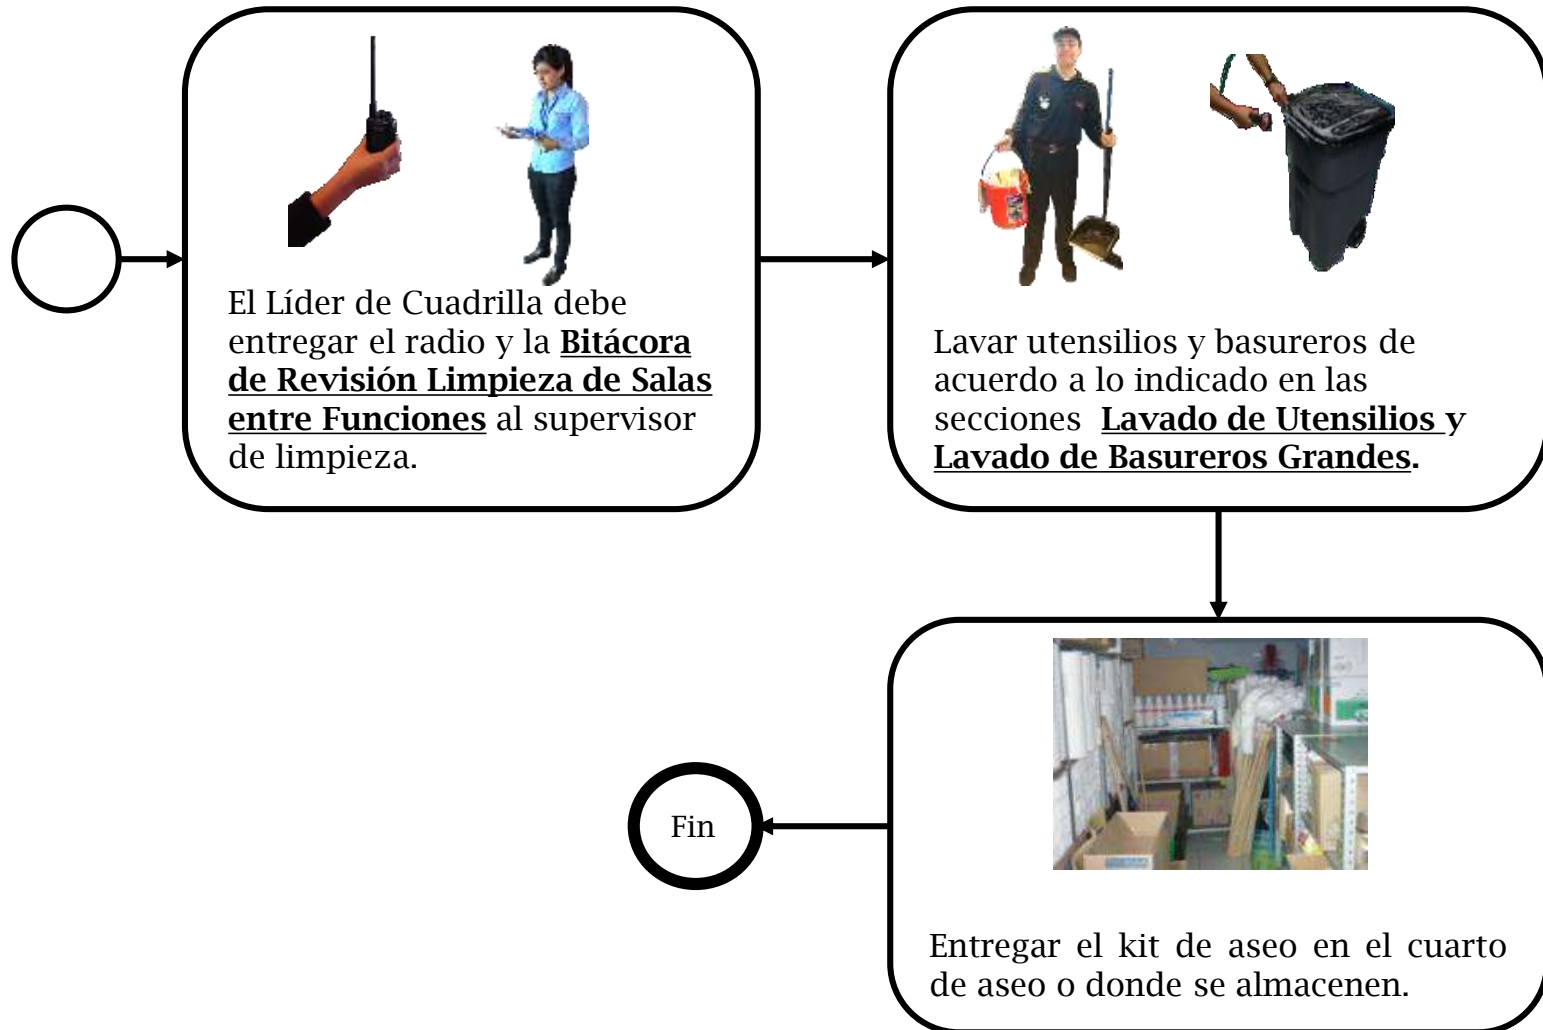 El Líder de Cuadrilla debe
entregar el radio y la Bitácora
de Revisión Limpieza de Salas
entre Funciones al supervisor
de limpieza.
Lavar utensilios y basureros de
acuerdo a lo indicado en las
secciones Lavado de Utensilios y
Lavado de Basureros Grandes.
Entregar el kit de aseo en el cuarto
de aseo o donde se almacenen.
Fin